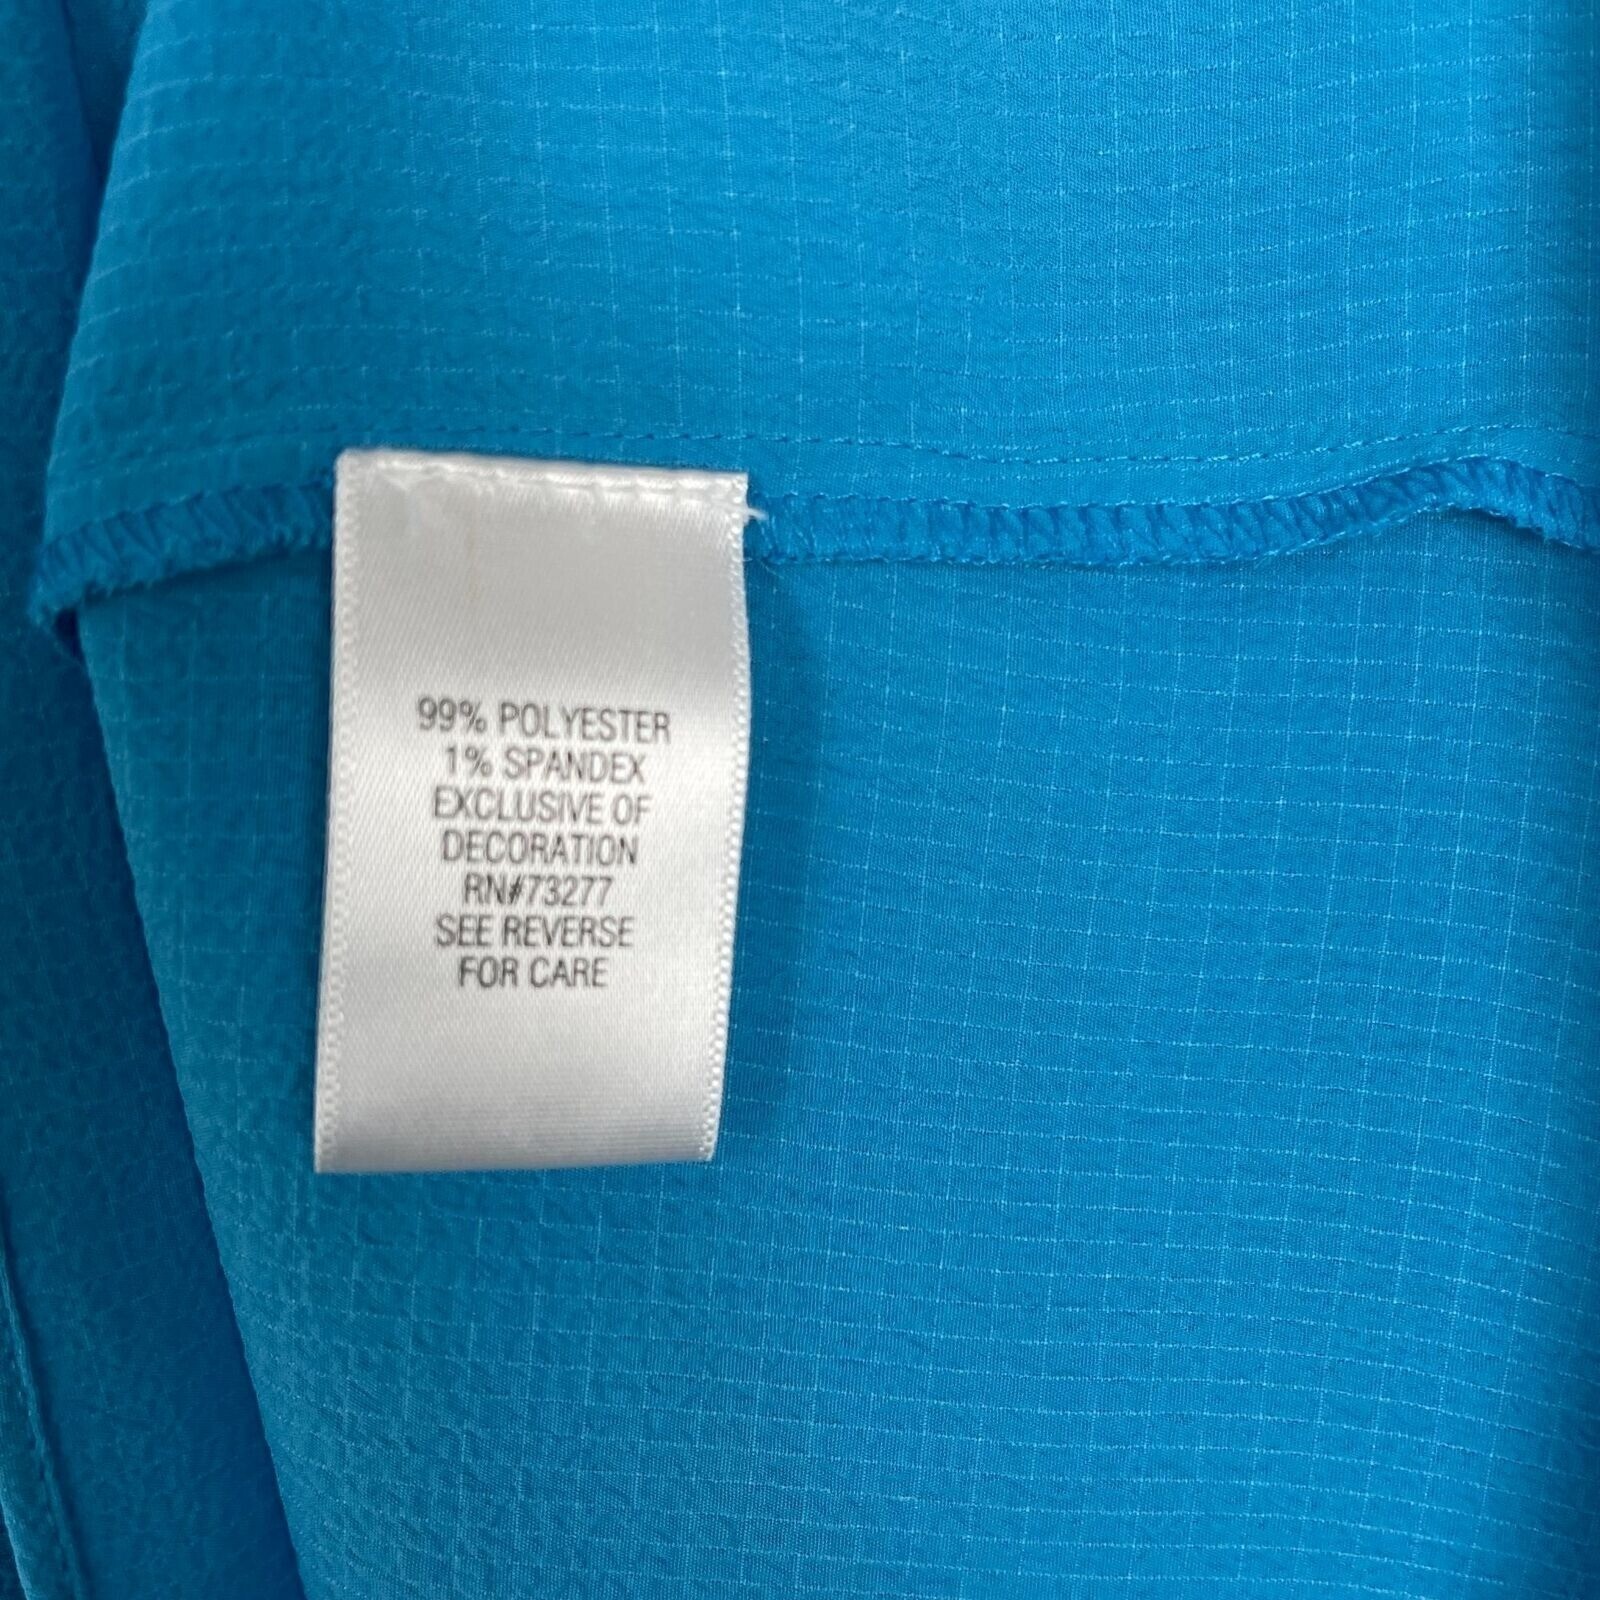 99% POLYESTER
1% SPANDEX
EXCLUSIVE OF
DECORATION
RN#73277
SEE REVERSE
FOR CARE